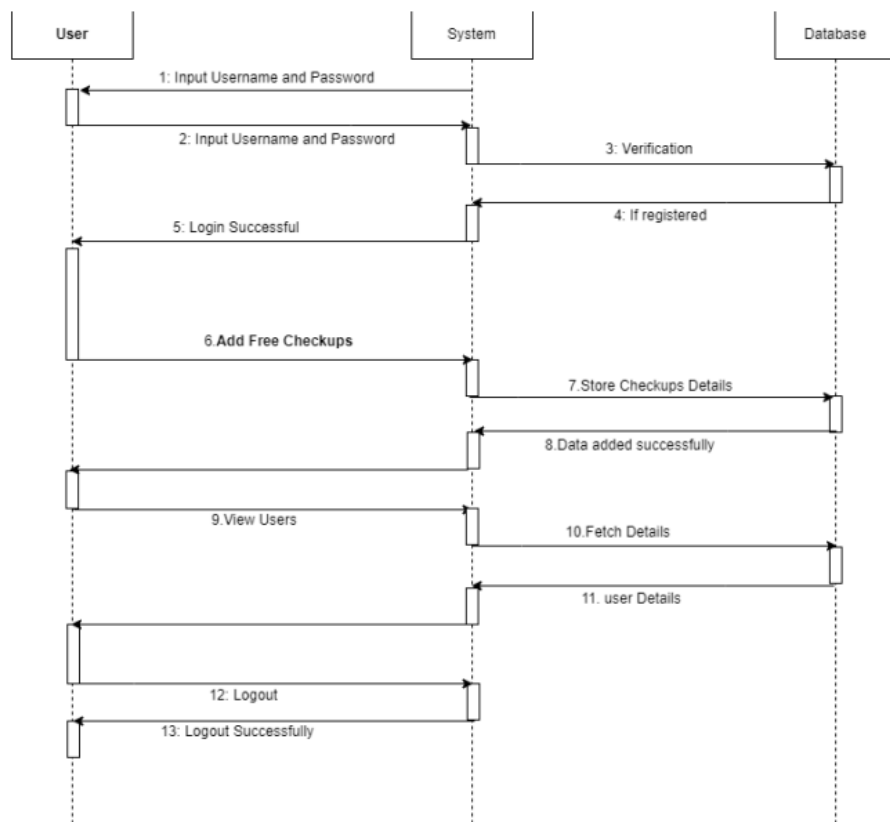 User
System
Database
1: Input Username and Password
2: Input Username and Password
3: Verification
4: If registered
5: Login Successful
6.Add Free Checkups
7.Store Checkups Details
8.Data added successfully
9.View Users
10.Fetch Details
11. user Details
12: Logout
13: Logout Successfully